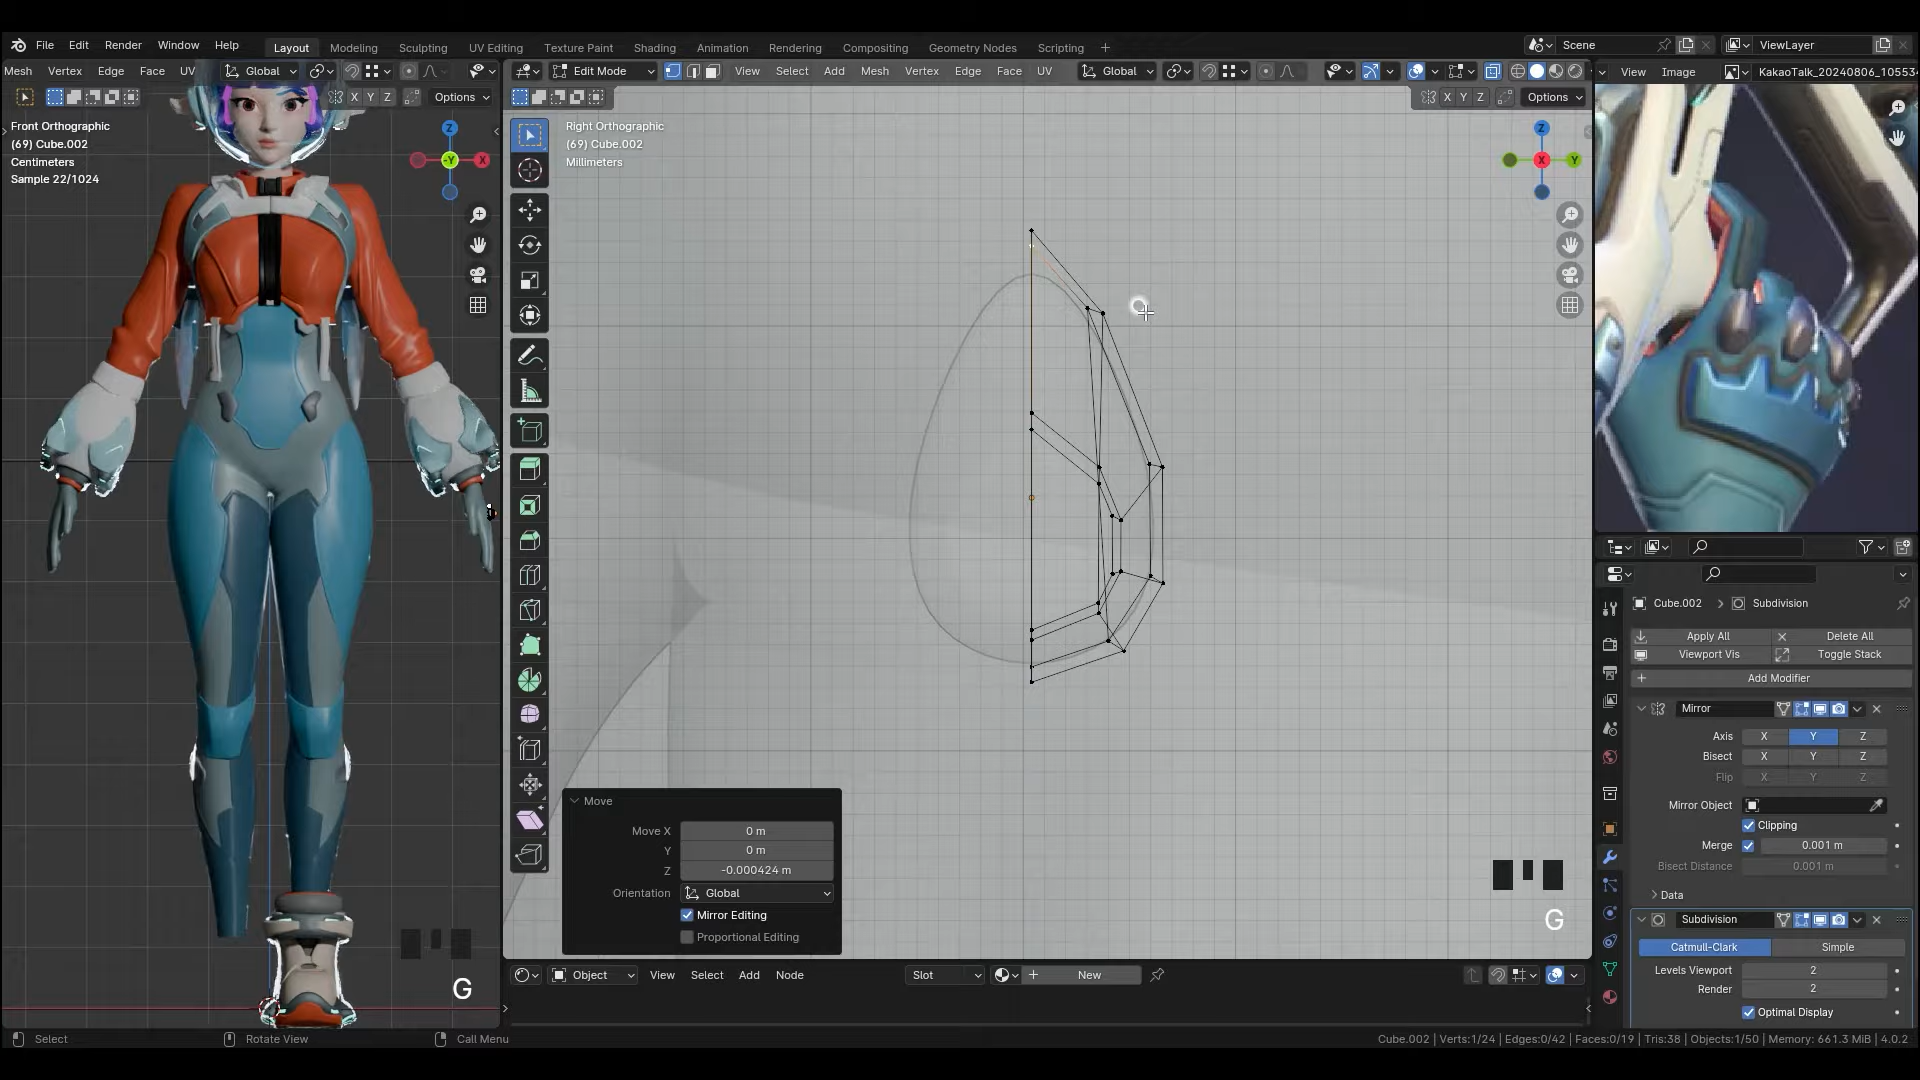 File Edit Render Window Help Layout Modeling Sculpting UV Editing Texture Paint Shading Animation Rendering Compositing Geometry Nodes Scripting + Scene ViewLayer
Mesh Vertex Edge Face UV Global Edit Mode View Select Add Mesh Vertex Edge Face UV Global View Image KakaoTalk_20240806_10553
X Y Z Options X Y Z Options
Front Orthographic
(69) Cube.002
Centimeters
Sample 22/1024
Z
-Y
X
Right Orthographic
(69) Cube.002
Millimeters
Z
X
Y
Move
Move X 0 m
Y 0 m
Z -0.000424 m
Orientation Global
Mirror Editing
Proportional Editing
G
G
Object View Select Add Node Slot New
Cube.002 Subdivision
Apply All Delete All
Viewport Vis Toggle Stack
Add Modifier
Mirror
Axis X Y Z
Bisect X Y Z
Flip X Y Z
Mirror Object
Clipping
Merge 0.001 m
Bisect Distance 0.001 m
Data
Subdivision
Catmull-Clark Simple
Levels Viewport 2
Render 2
Optimal Display
Select Rotate View Call Menu Cube.002 | Verts:1/24 | Edges:0/42 | Faces:0/19 | Tris:38 | Objects:1/50 | Memory: 661.3 MiB | 4.0.2